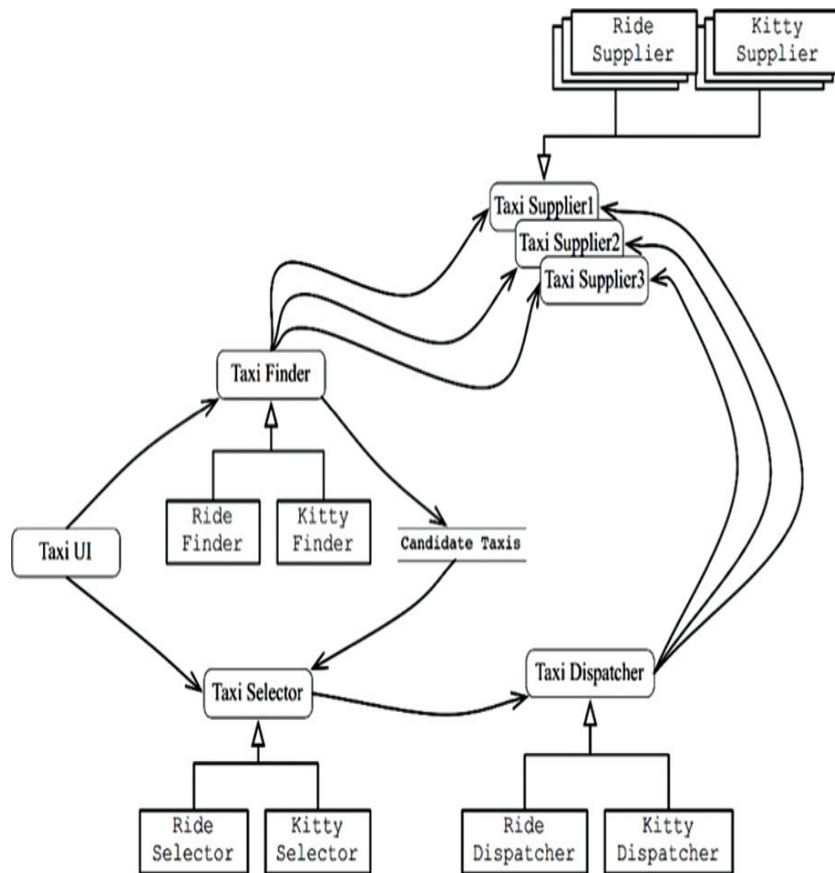 Ride
Supplier
Kitty
Supplier
Taxi Supplier1
Taxi Supplier2
Taxi Supplier3
Taxi Finder
Ride
Finder
Kitty
Finder
Taxi UI
Candidate Taxis
Taxi Selector
Taxi Dispatcher
Ride
Selector
Kitty
Selector
Ride
Dispatcher
Kitty
Dispatcher